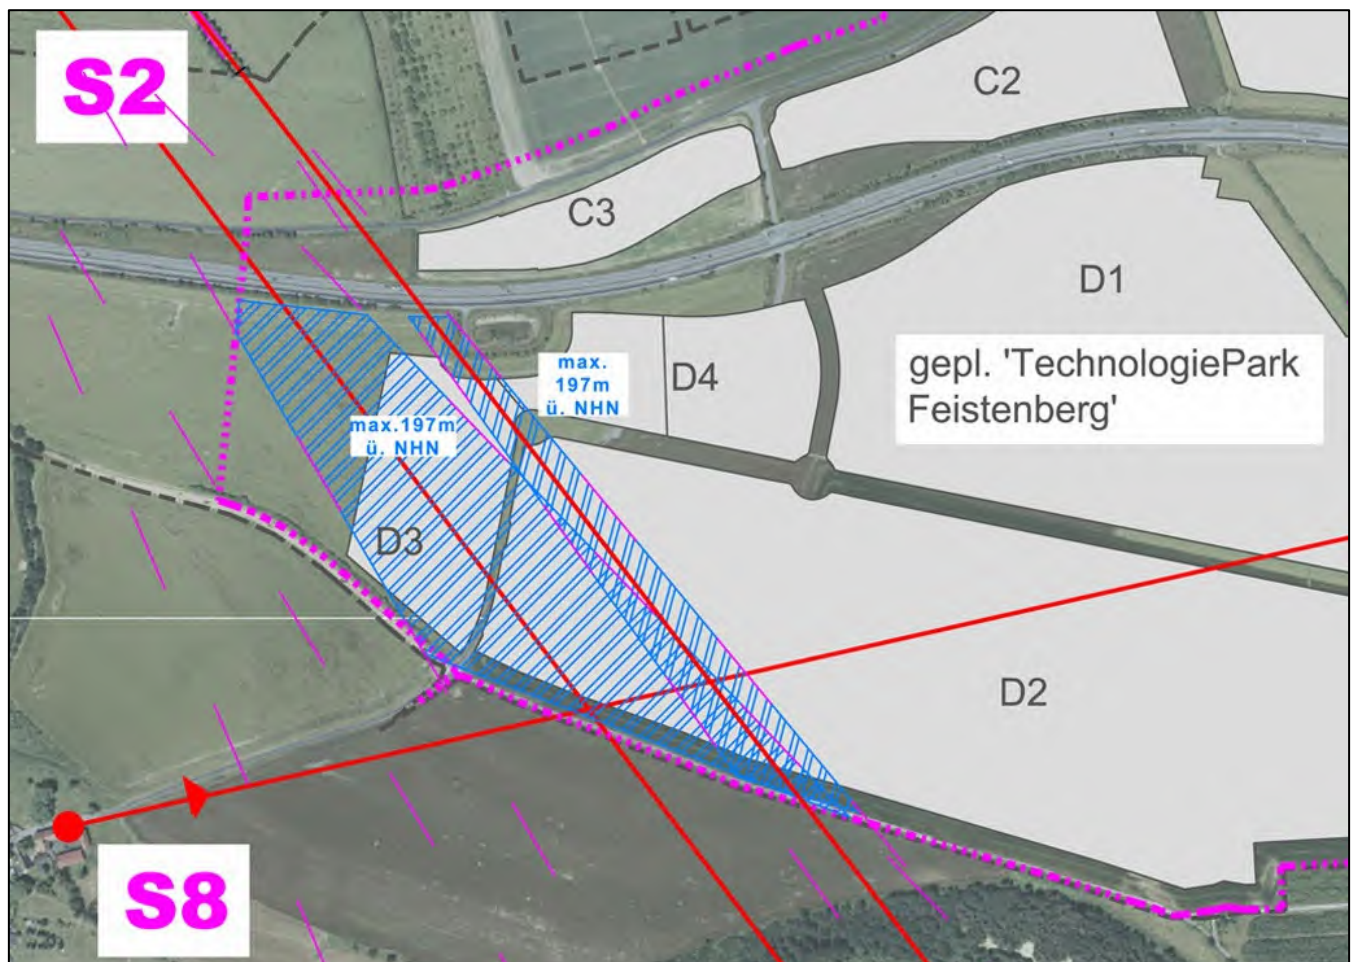 S2
C2
C3
D1
gepl. 'TechnologiePark
Feistenberg'
max.
197m
ü. NHN
D4
max.197m
ü. NHN
D3
D2
S8